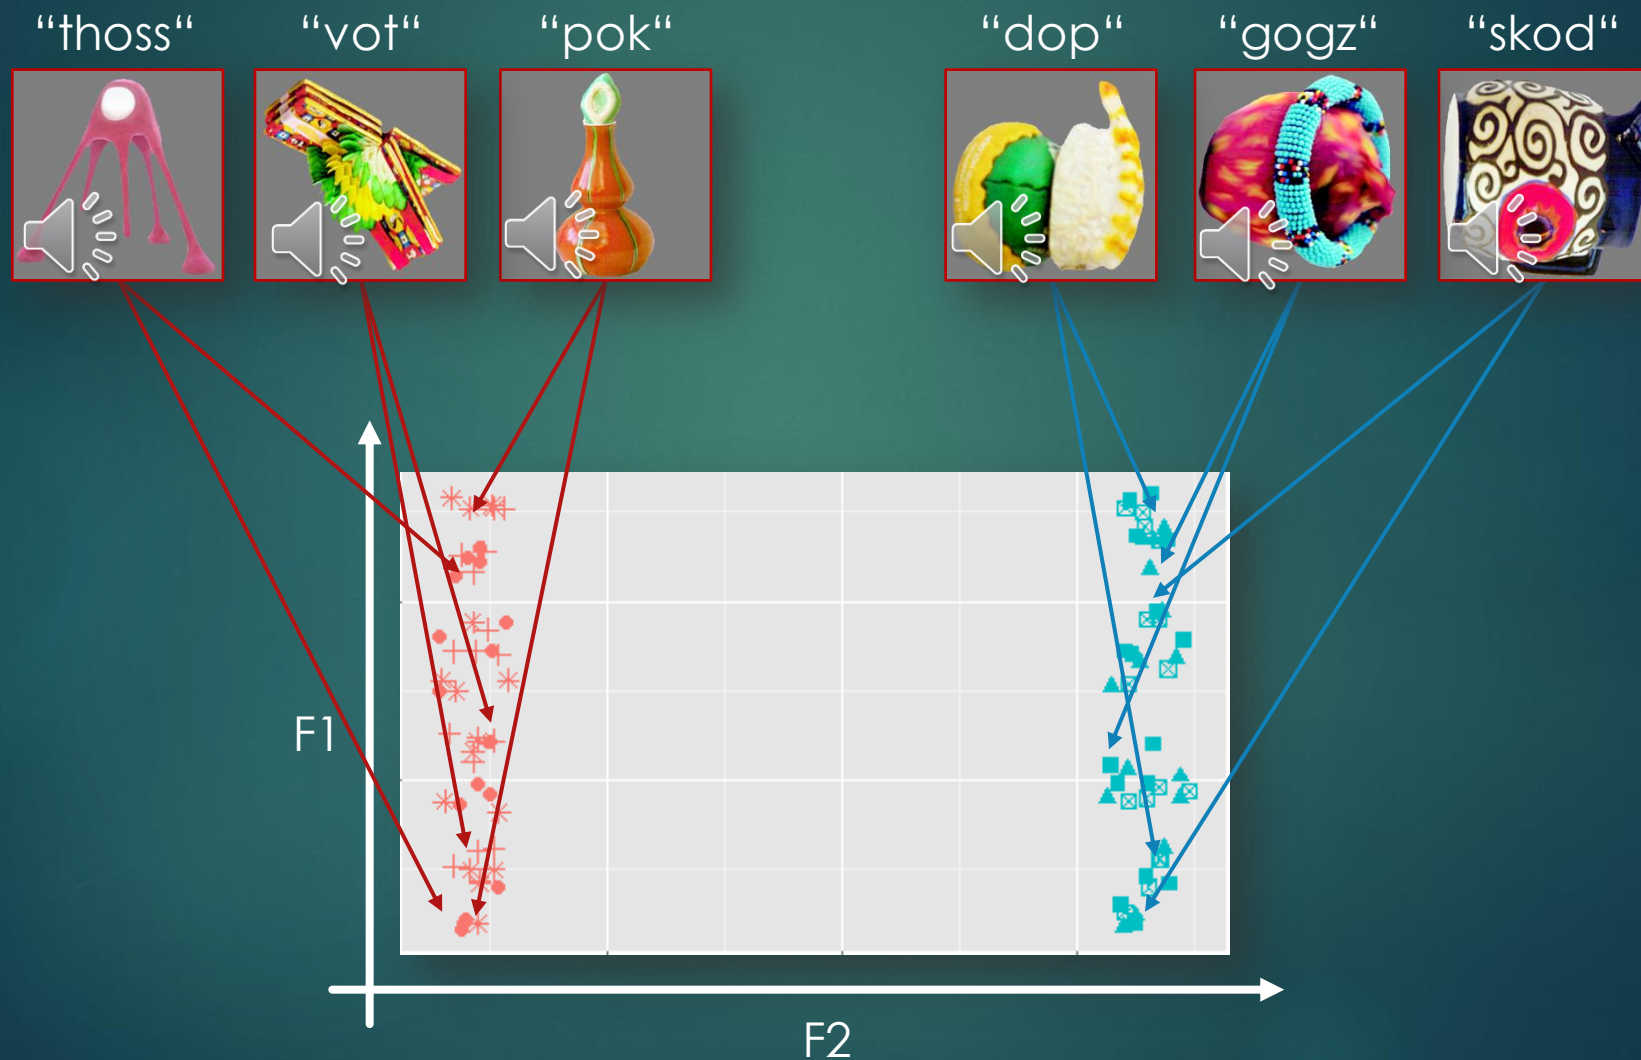 “thoss“
“vot“
“pok“
“dop“
“gogz“
“skod“
F1
F2